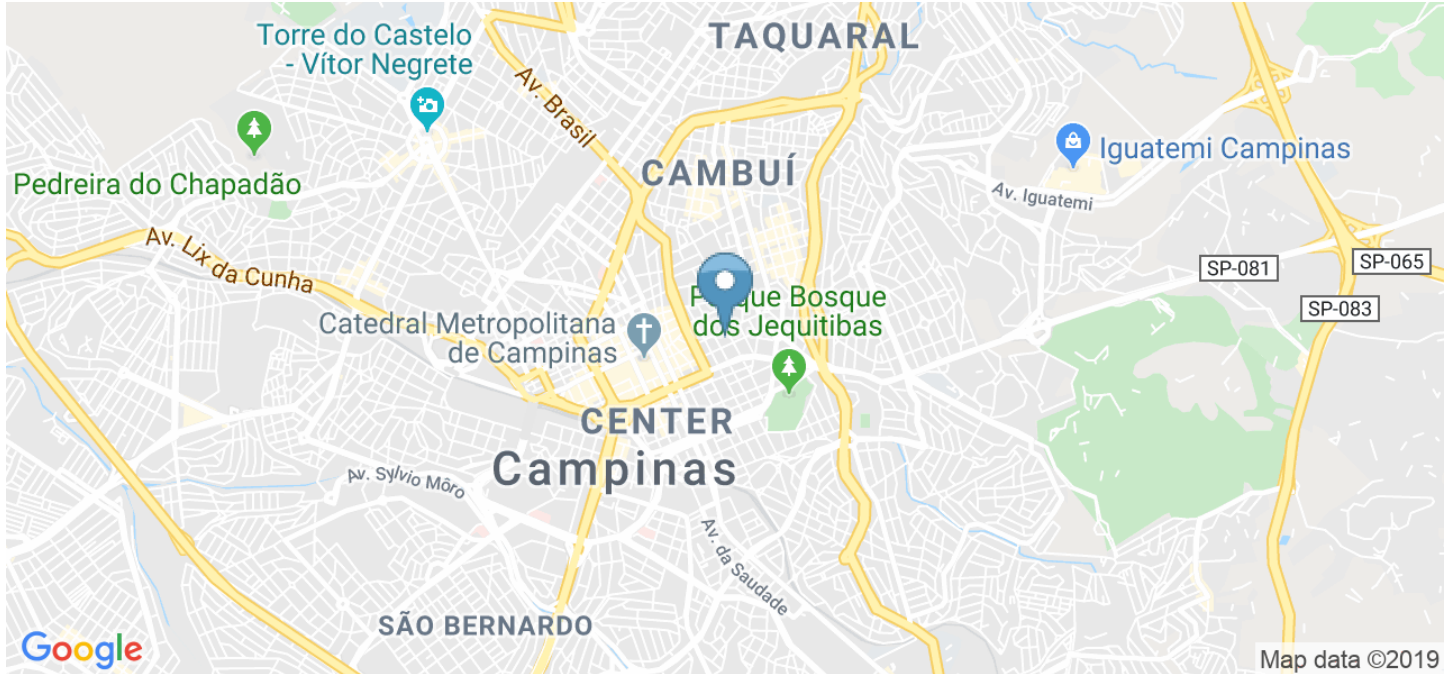 TAQUARAL
Torre do Castelo
- Vítor Negrete
Av. Brasil
Iguatemi Campinas
CAMBUÍ
Pedreira do Chapadão
Av. Iguatemi
Av. Lix da Cunha
SP-081
SP-065
SP-083
Parque Bosque
dos Jequitibas
Catedral Metropolitana
de Campinas
CENTER
Campinas
Av. Sylvio Môro
Av. da Saudade
SÃO BERNARDO
Google
Map data ©2019